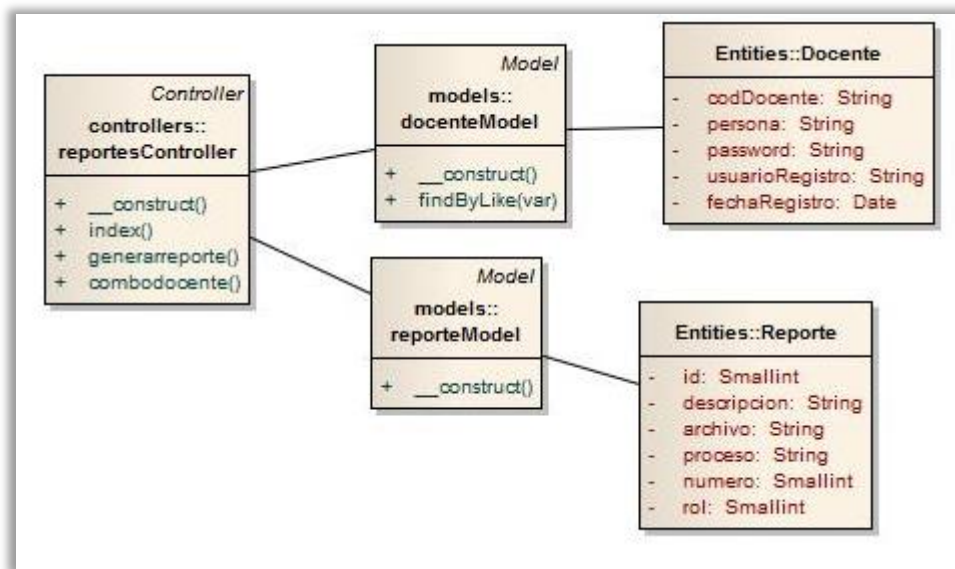 Controller
controllers::
reportesController
+ __construct()
+ index()
+ generarreporte()
+ combodocente()
Model
models::
docenteModel
+ __construct()
+ findByLike(var)
Entities::Docente
- codDocente: String
- persona: String
- password: String
- usuarioRegistro: String
- fechaRegistro: Date
Model
models::
reporteModel
+ __construct()
Entities::Reporte
- id: Smallint
- descripcion: String
- archivo: String
- proceso: String
- numero: Smallint
- rol: Smallint